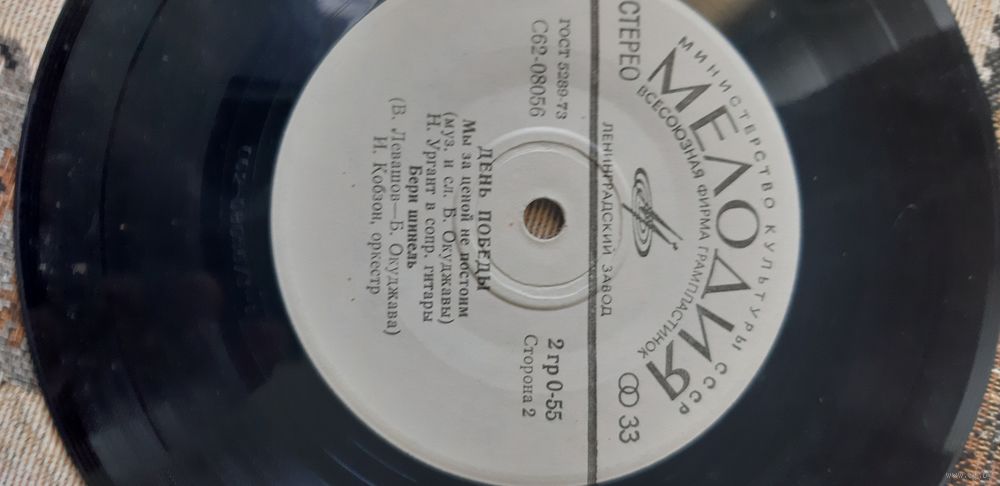 МИНИСТЕРСТВО КУЛЬТУРЫ СССР
МЕЛОДИЯ
ВСЕСОЮЗНАЯ ФИРМА ГРАМПЛАСТИНОК
СТЕРЕО
33
ЛЕНИНГРАДСКИЙ ЗАВОД
ГОСТ 5289-73
С62-08056
2 гр 0-55
Сторона 2
ДЕНЬ ПОБЕДЫ
Мы за ценой не постоим
(муз. и сл. Б. Окуджавы)
Н. Ургант в сопр. гитары
Бери шинель
(В. Левашов—Б. Окуджава)
И. Кобзон, оркестр